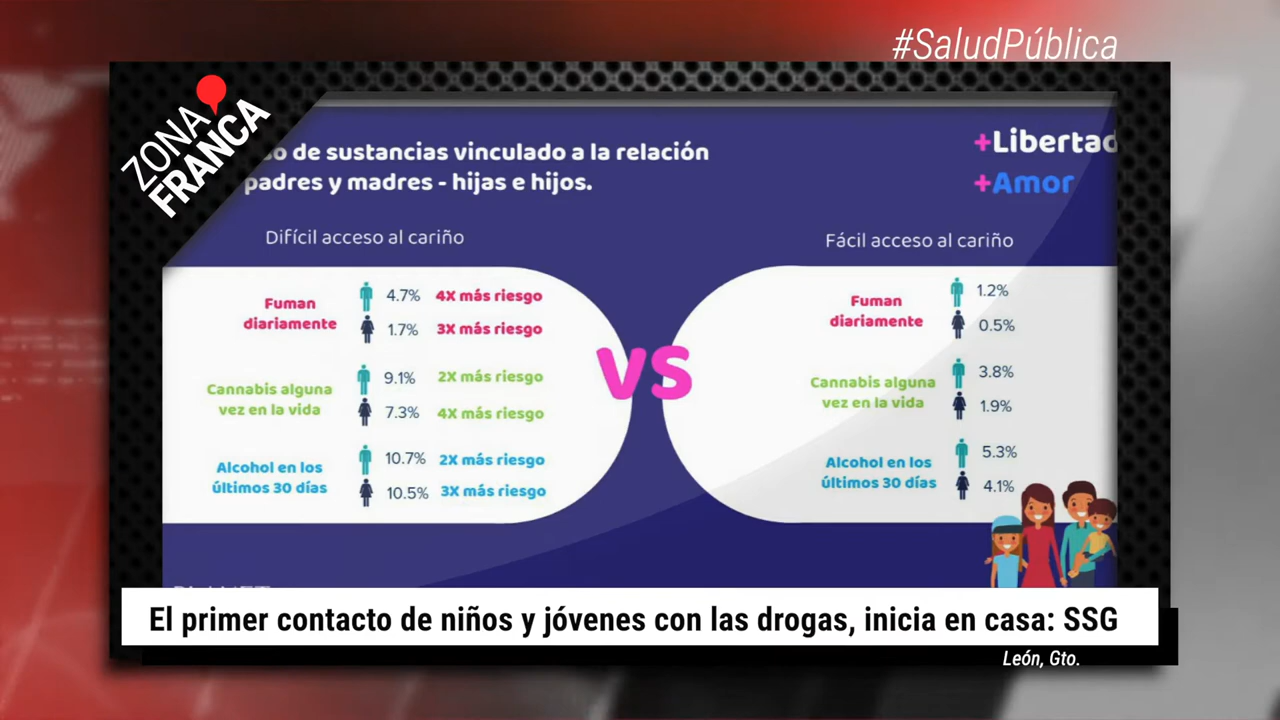 #SaludPública
ZONA
FRANCA
de sustancias vinculado a la relación
padres y madres - hijas e hijos.
+Libertad
+Amor
Difícil acceso al cariño
Fuman
diariamente
4.7% 4X más riesgo
1.7% 3X más riesgo
Cannabis alguna
vez en la vida
9.1% 2X más riesgo
7.3% 4X más riesgo
Alcohol en los
últimos 30 días
10.7% 2X más riesgo
10.5% 3X más riesgo
VS
Fácil acceso al cariño
Fuman
diariamente
1.2%
0.5%
Cannabis alguna
vez en la vida
3.8%
1.9%
Alcohol en los
últimos 30 días
5.3%
4.1%
El primer contacto de niños y jóvenes con las drogas, inicia en casa: SSG
León, Gto.